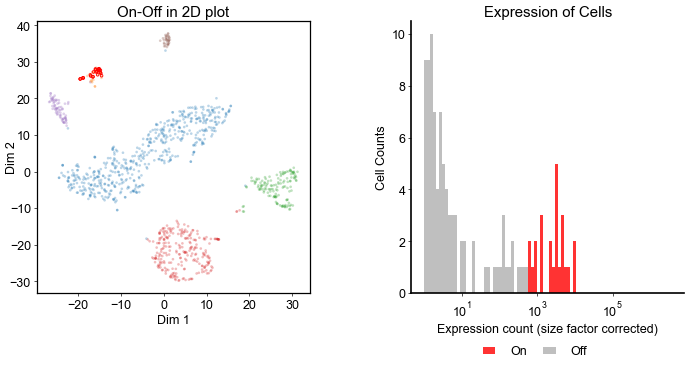 On-Off in 2D plot
40
30
20
10
0
−10
−20
−30
Dim 2
−20
−10
0
10
20
30
Dim 1
Expression of Cells
10
8
6
4
2
0
Cell Counts
10^1
10^3
10^5
Expression count (size factor corrected)
On
Off